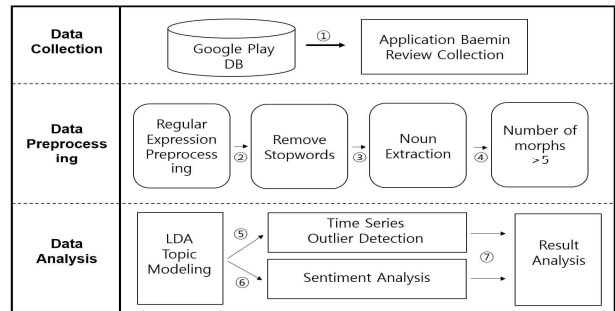 Data
Collection
Google Play
DB
①
Application Baemin
Review Collection
Data
Preprocess
ing
Regular
Expression
Preprocess
ing
②
Remove
Stopwords
③
Noun
Extraction
④
Number of
morphs
>5
Data
Analysis
LDA
Topic
Modeling
⑤
⑥
Time Series
Outlier Detection
Sentiment Analysis
⑦
Result
Analysis